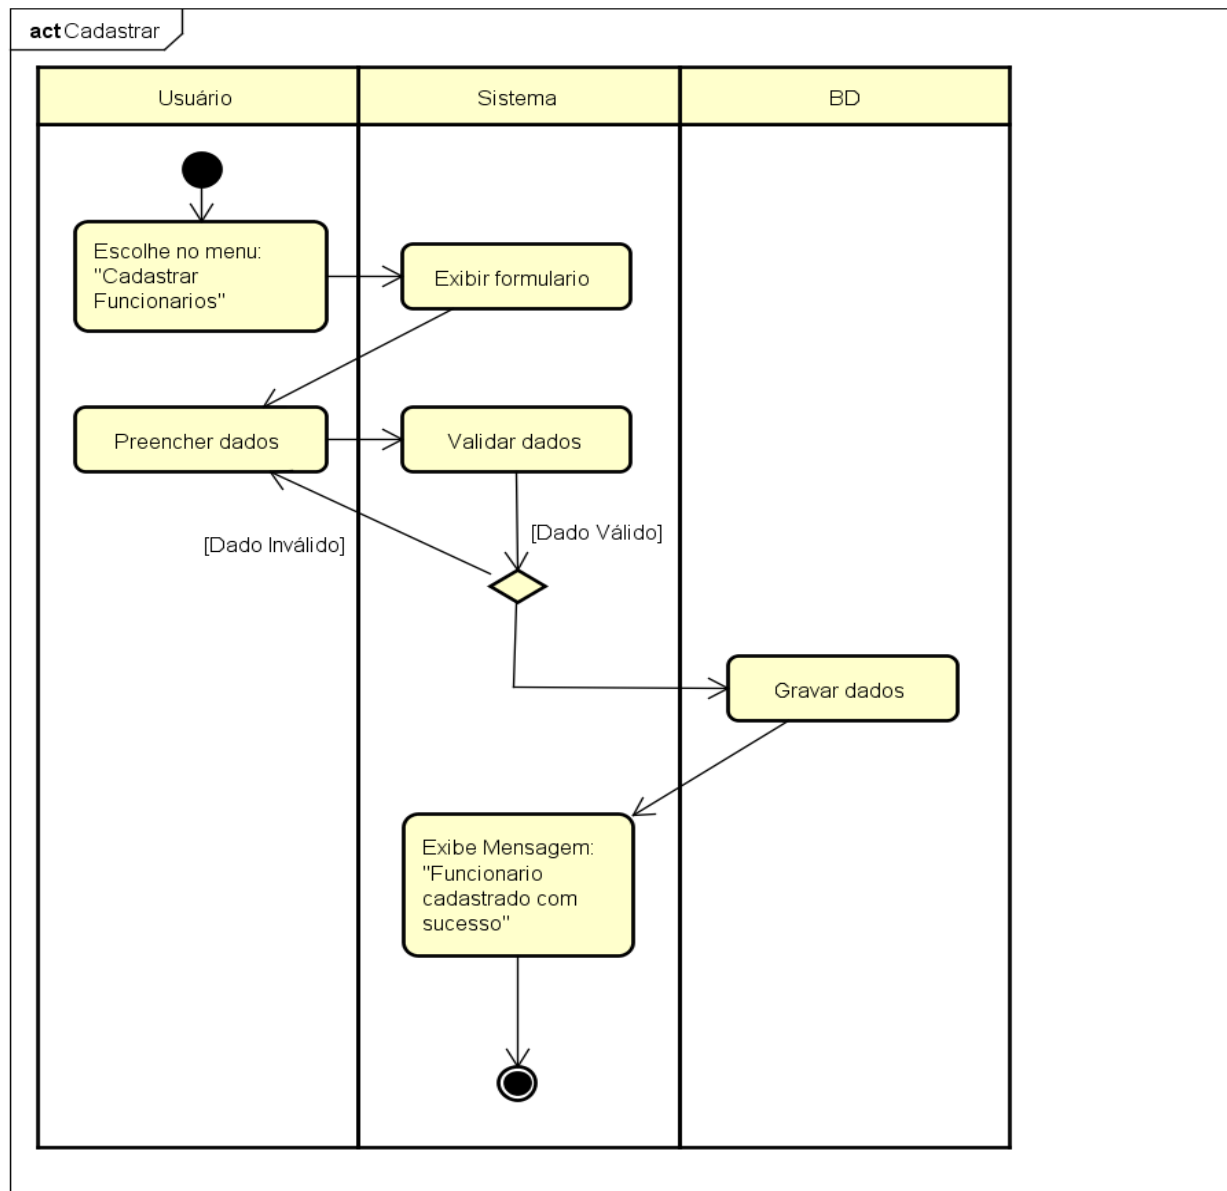 act Cadastrar
Usuário
Sistema
BD
Escolhe no menu:
"Cadastrar
Funcionarios"
Exibir formulario
Preencher dados
Validar dados
[Dado Inválido]
[Dado Válido]
Gravar dados
Exibe Mensagem:
"Funcionario
cadastrado com
sucesso"